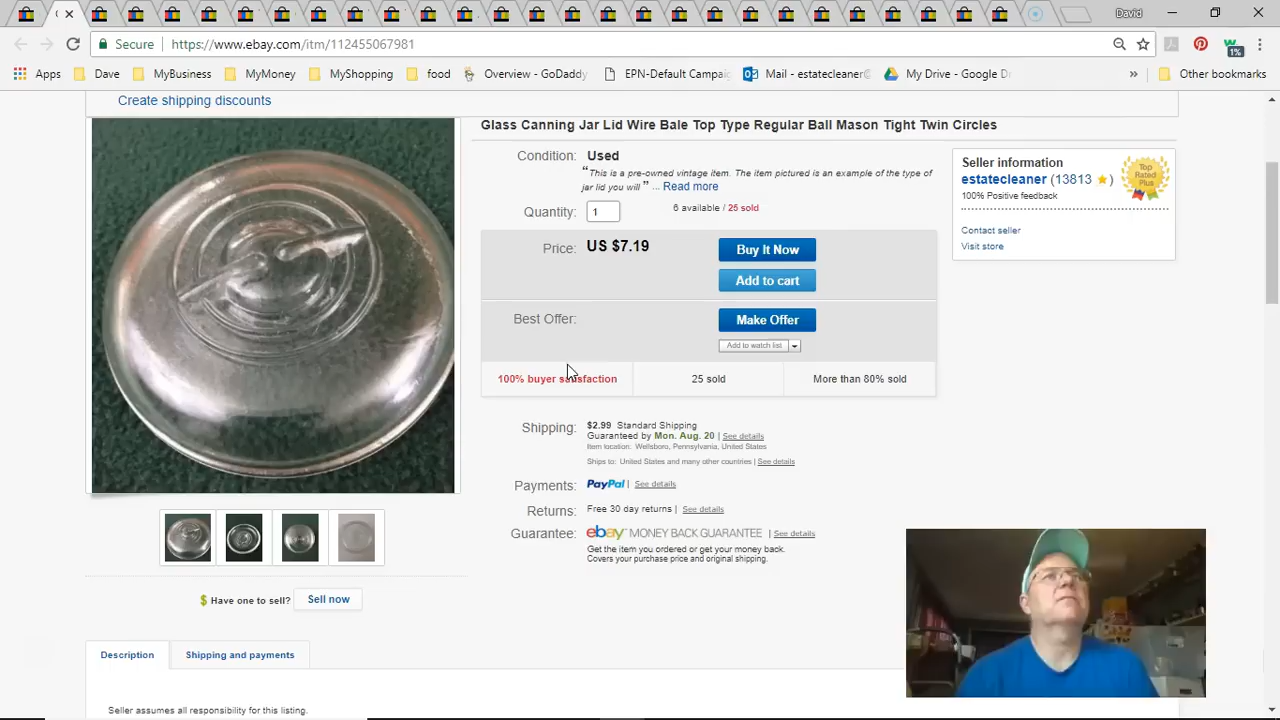 David
Secure
https://www.ebay.com/itm/112455067981
1%
Apps Dave MyBusiness MyMoney MyShopping food Overview - GoDaddy EPN-Default Campai Mail - estatecleaner@ My Drive - Google Dr » Other bookmarks
Create shipping discounts
Glass Canning Jar Lid Wire Bale Top Type Regular Ball Mason Tight Twin Circles
Condition: Used
“This is a pre-owned vintage item. The item pictured is an example of the type of
jar lid you will ” ... Read more
Quantity: 1 6 available / 25 sold
Price: US $7.19 Buy It Now
Add to cart
Best Offer: Make Offer
Add to watch list
100% buyer satisfaction 25 sold More than 80% sold
Shipping: $2.99 Standard Shipping
Guaranteed by Mon. Aug. 20 | See details
Item location: Wellsboro, Pennsylvania, United States
Ships to: United States and many other countries | See details
Payments: PayPal | See details
Returns: Free 30 day returns | See details
Guarantee: ebay MONEY BACK GUARANTEE | See details
Get the item you ordered or get your money back.
Covers your purchase price and original shipping.
Seller information
estatecleaner (13813 )
100% Positive feedback
Top Rated Plus
Contact seller
Visit store
$ Have one to sell? Sell now
Description Shipping and payments
Seller assumes all responsibility for this listing.